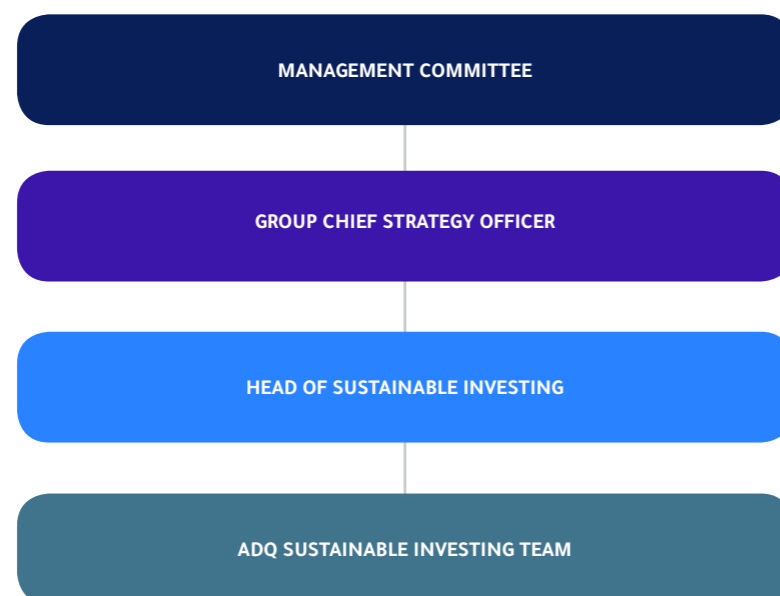 MANAGEMENT COMMITTEE
GROUP CHIEF STRATEGY OFFICER
HEAD OF SUSTAINABLE INVESTING
ADQ SUSTAINABLE INVESTING TEAM